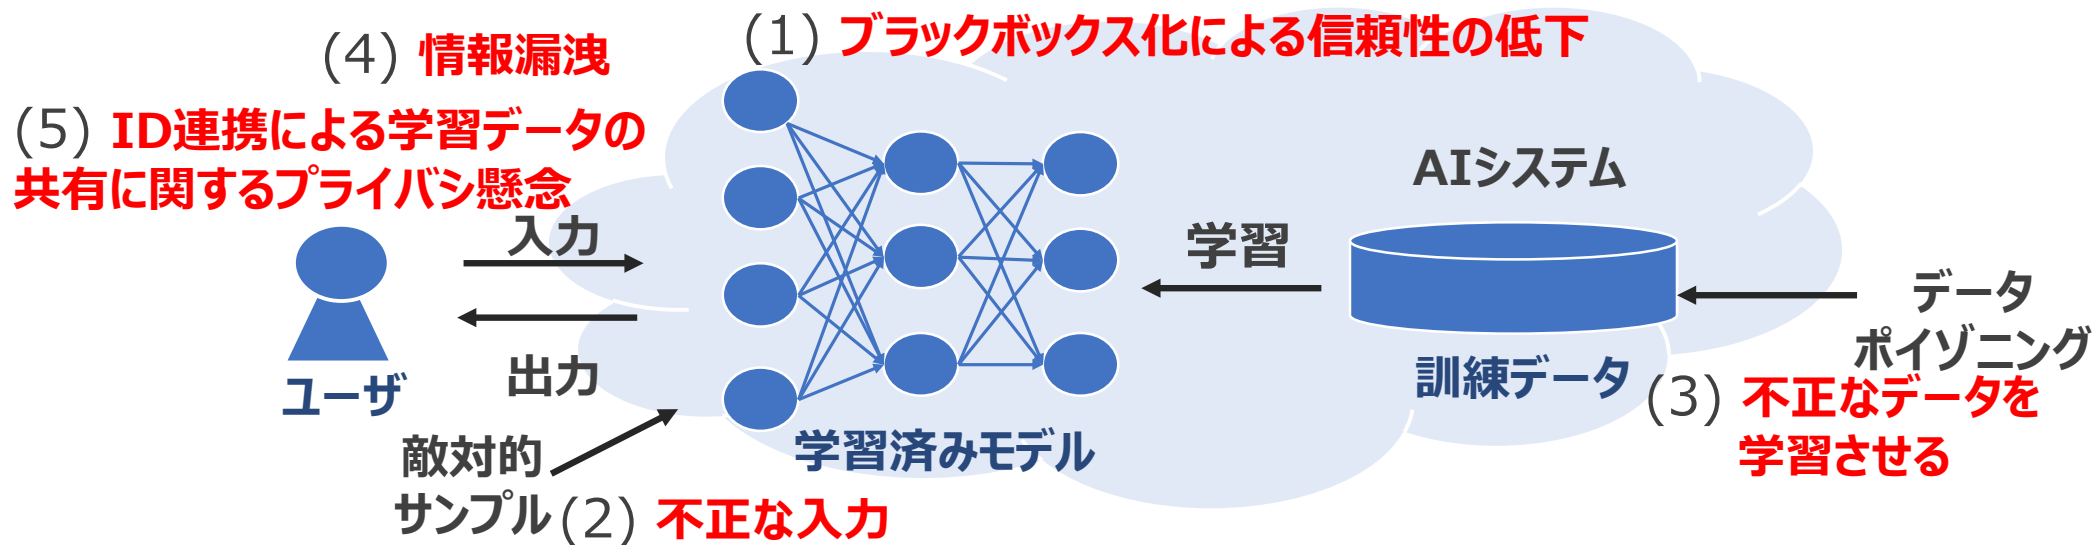 (1) ブラックボックス化による信頼性の低下
(4) 情報漏洩
(5) ID連携による学習データの
共有に関するプライバシ懸念
入力
出力
ユーザ
敵対的
サンプル
(2) 不正な入力
学習済みモデル
学習
AIシステム
訓練データ
データ
ポイゾニング
(3) 不正なデータを
学習させる